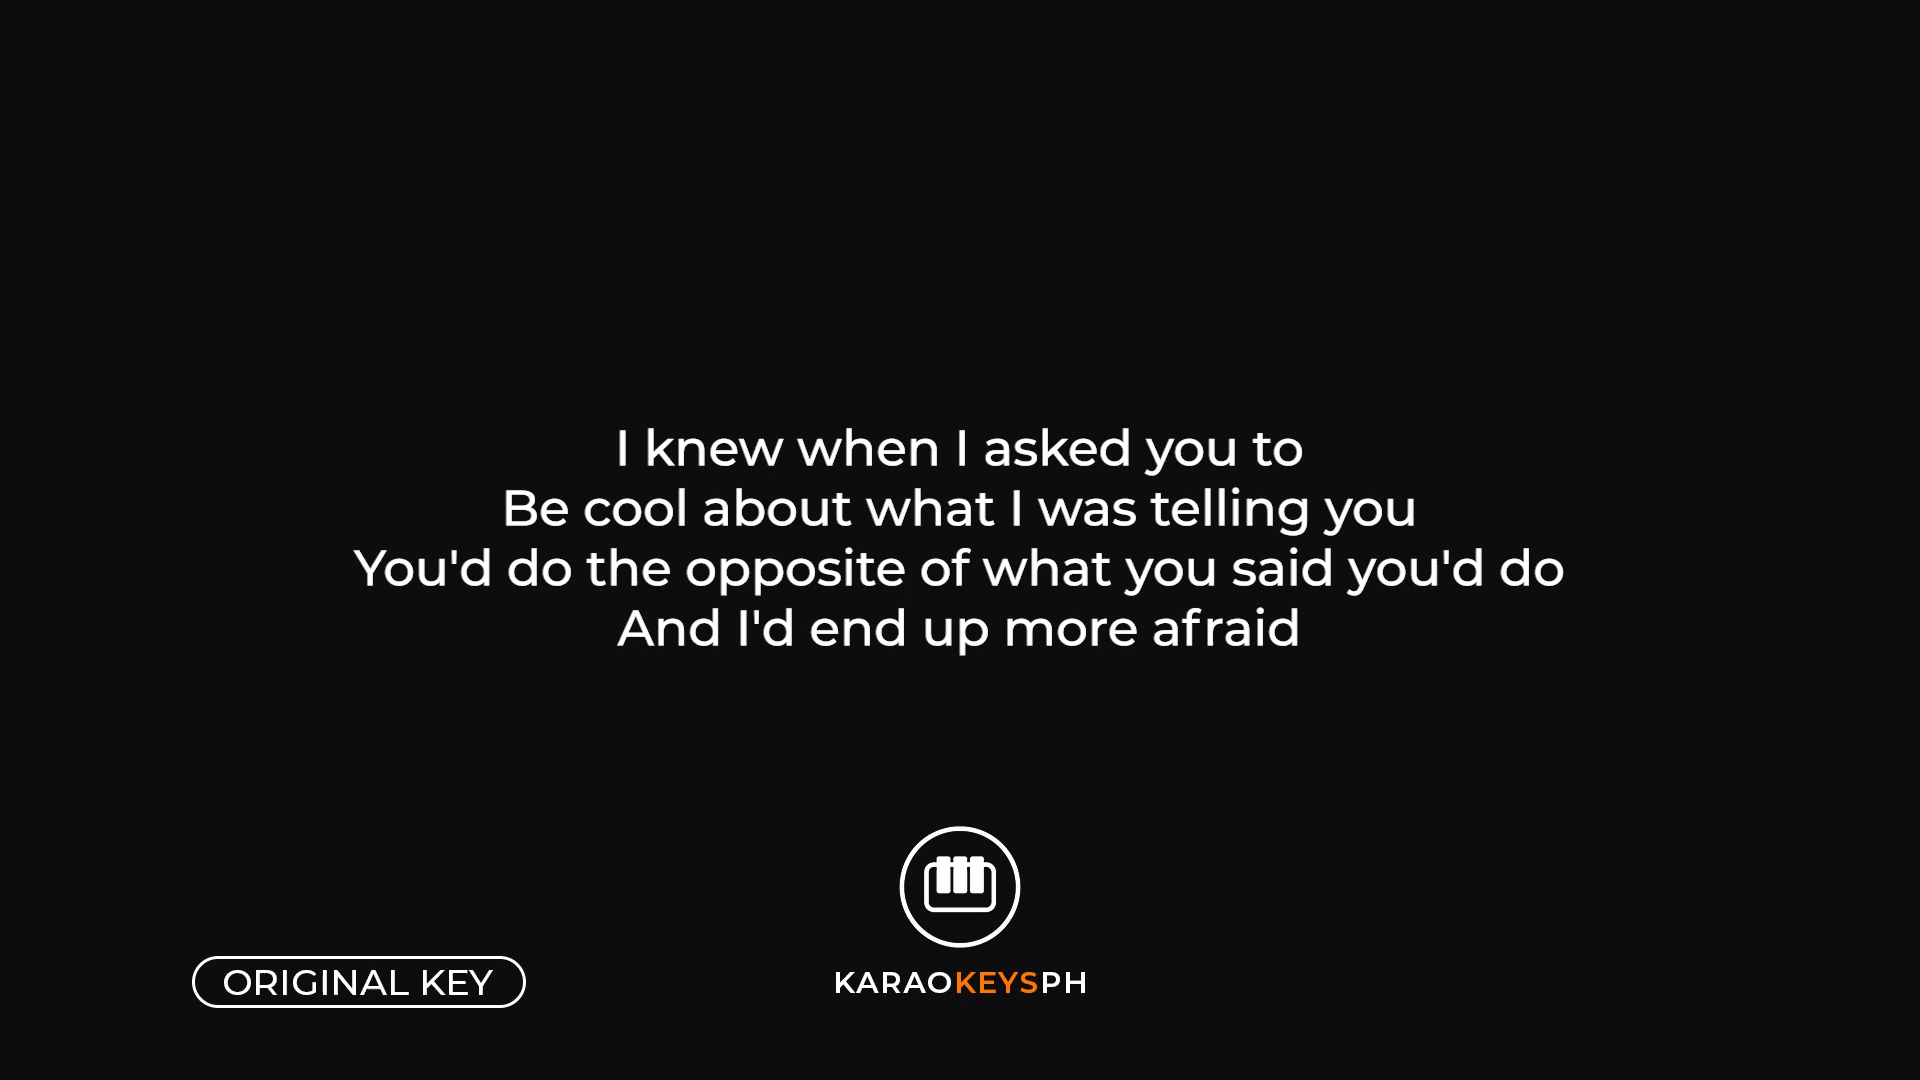 I knew when I asked you to
Be cool about what I was telling you
You'd do the opposite of what you said you'd do
And I'd end up more afraid
ORIGINAL KEY
KARAOKEYSPH